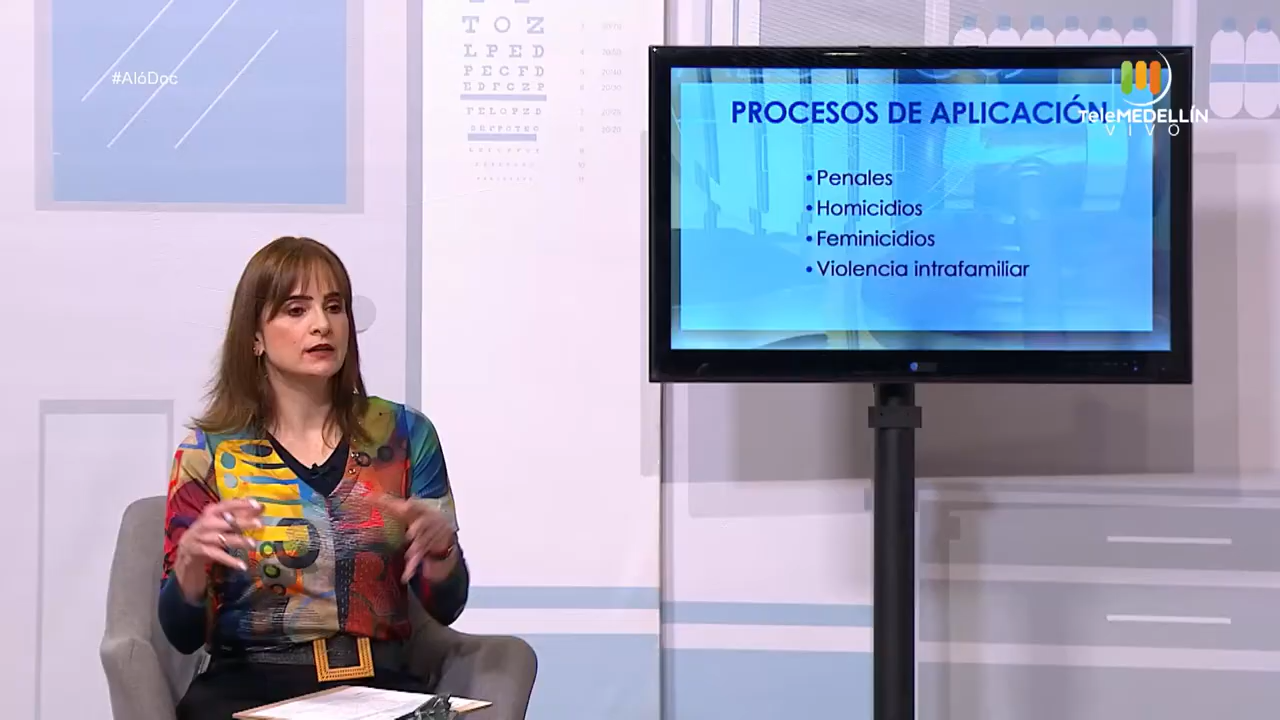 #AlóDoc
T O Z
L P E D
P E C F D
E D F C Z P
F E L O P Z D
PROCESOS DE APLICACIÓN
TeleMEDELLÍN
VIVO
• Penales
• Homicidios
• Feminicidios
• Violencia intrafamiliar